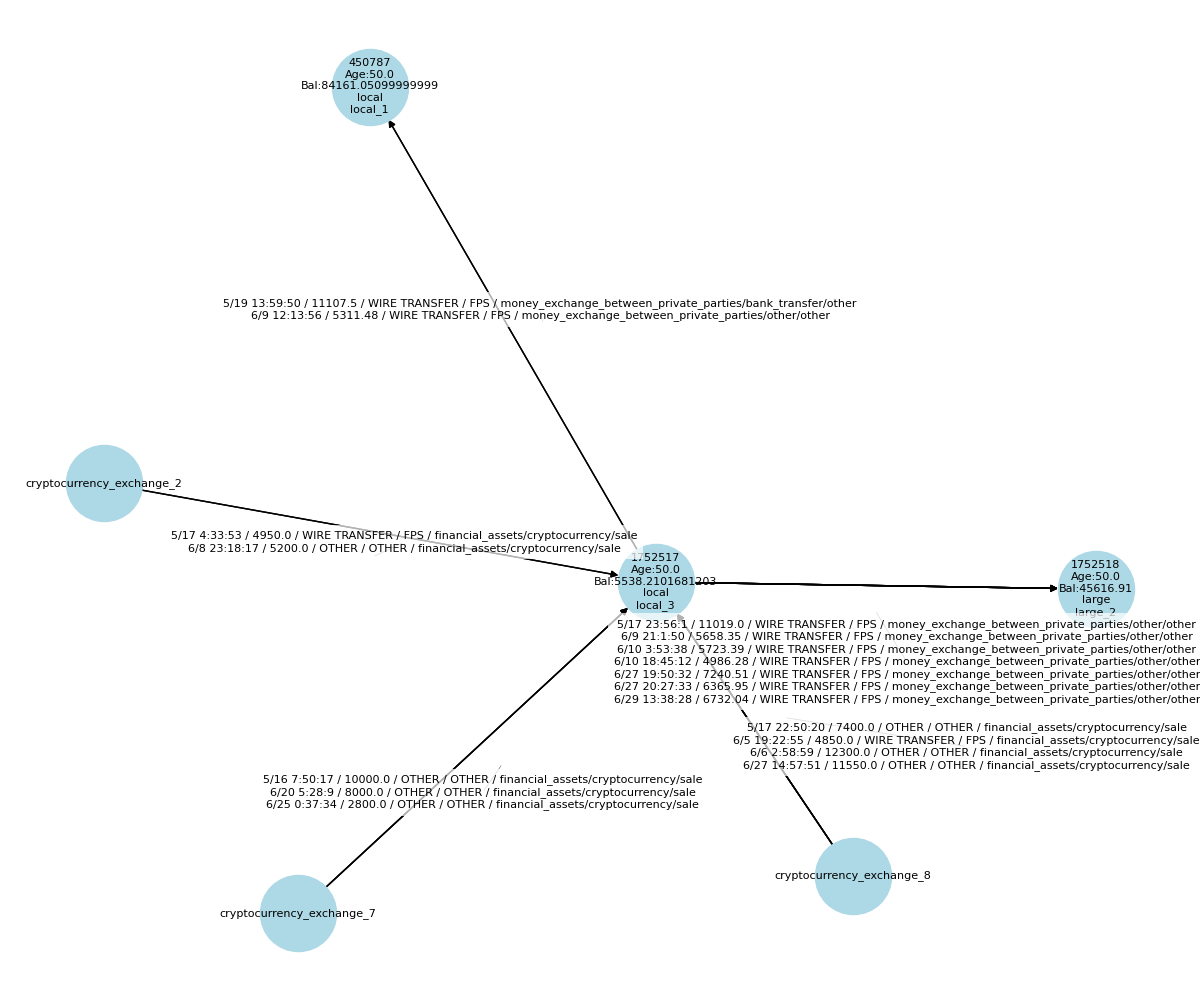 450787
Age:50.0
Bal:84161.05099999999
local
local_1
5/19 13:59:50 / 11107.5 / WIRE TRANSFER / FPS / money_exchange_between_private_parties/bank_transfer/other
6/9 12:13:56 / 5311.48 / WIRE TRANSFER / FPS / money_exchange_between_private_parties/other/other
cryptocurrency_exchange_2
5/17 4:33:53 / 4950.0 / WIRE TRANSFER / FPS / financial_assets/cryptocurrency/sale
6/8 23:18:17 / 5200.0 / OTHER / OTHER / financial_assets/cryptocurrency/sale
1752517
Age:50.0
Bal:5538.2101681203
local
local_3
1752518
Age:50.0
Bal:45616.91
large
large_2
5/17 23:56:1 / 11019.0 / WIRE TRANSFER / FPS / money_exchange_between_private_parties/other/other
6/9 21:1:50 / 5658.35 / WIRE TRANSFER / FPS / money_exchange_between_private_parties/other/other
6/10 3:53:38 / 5723.39 / WIRE TRANSFER / FPS / money_exchange_between_private_parties/other/other
6/10 18:45:12 / 4986.28 / WIRE TRANSFER / FPS / money_exchange_between_private_parties/other/other
6/27 19:50:32 / 7240.51 / WIRE TRANSFER / FPS / money_exchange_between_private_parties/other/other
6/27 20:27:33 / 6365.95 / WIRE TRANSFER / FPS / money_exchange_between_private_parties/other/other
6/29 13:38:28 / 6732.04 / WIRE TRANSFER / FPS / money_exchange_between_private_parties/other/other
5/17 22:50:20 / 7400.0 / OTHER / OTHER / financial_assets/cryptocurrency/sale
6/5 19:22:55 / 4850.0 / WIRE TRANSFER / FPS / financial_assets/cryptocurrency/sale
6/6 2:58:59 / 12300.0 / OTHER / OTHER / financial_assets/cryptocurrency/sale
6/27 14:57:51 / 11550.0 / OTHER / OTHER / financial_assets/cryptocurrency/sale
5/16 7:50:17 / 10000.0 / OTHER / OTHER / financial_assets/cryptocurrency/sale
6/20 5:28:9 / 8000.0 / OTHER / OTHER / financial_assets/cryptocurrency/sale
6/25 0:37:34 / 2800.0 / OTHER / OTHER / financial_assets/cryptocurrency/sale
cryptocurrency_exchange_8
cryptocurrency_exchange_7